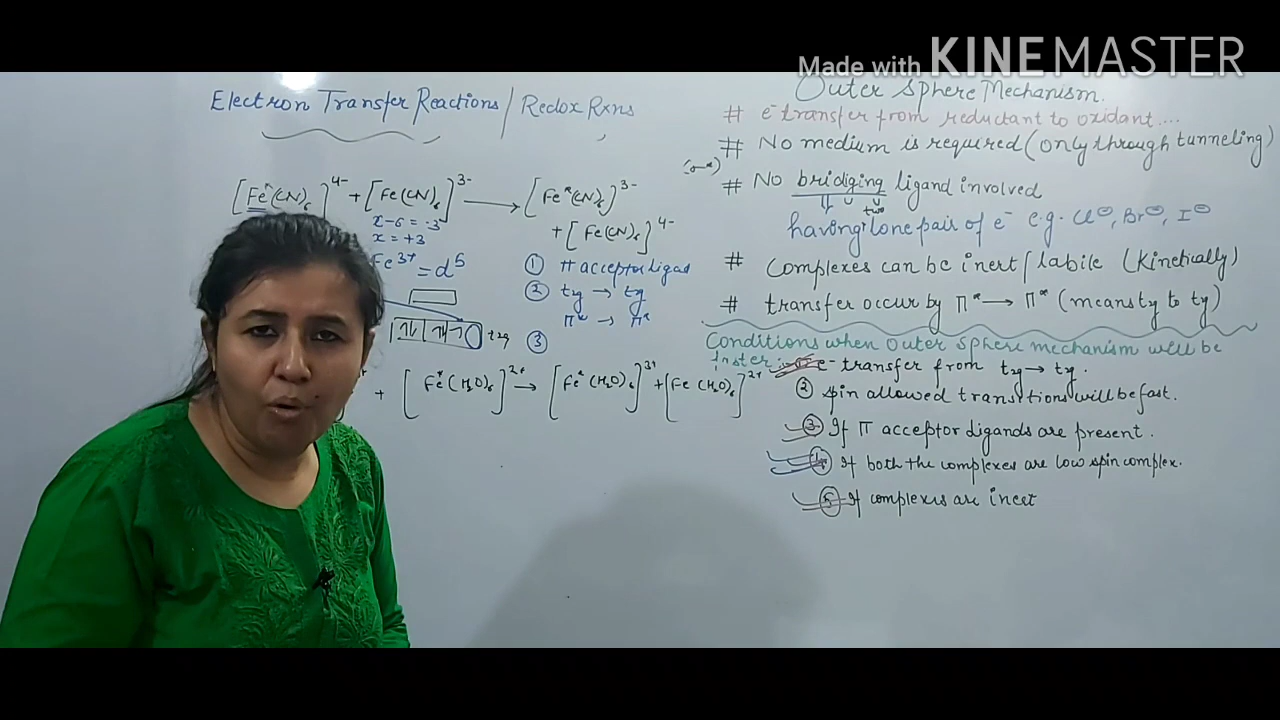 Made with KINEMASTER
Electron Transfer Reactions / Redox Rxns
[Fe*(CN)6]4- + [Fe(CN)6]3- → [Fe*(CN)6]3-
+ [Fe(CN)6]4-
x-6 = -3
x = +3
Fe3+ = d5
t2g
① π acceptor ligads
② t2g → t2g
π* → π*
③
+ [Fe*(H2O)6]2+ → [Fe*(H2O)6]3+ + [Fe(H2O)6]2+
Outer Sphere Mechanism.
# e- transfer from reductant to oxidant....
# No medium is required (only through tunneling)
# No bridging ligand involved
two
having lone pair of e- e.g. Cl⊖, Br⊖, I⊖
# Complexes can be inert / labile (Kinetically)
# transfer occur by π* → π* (means t2g to t2g)
Conditions when outer sphere mechanism will be
faster :-
e- transfer from t2g → t2g.
② spin allowed transitions will be fast.
③ If π acceptor ligands are present.
④ If both the complexes are low spin complex.
⑤ If complexes are inert